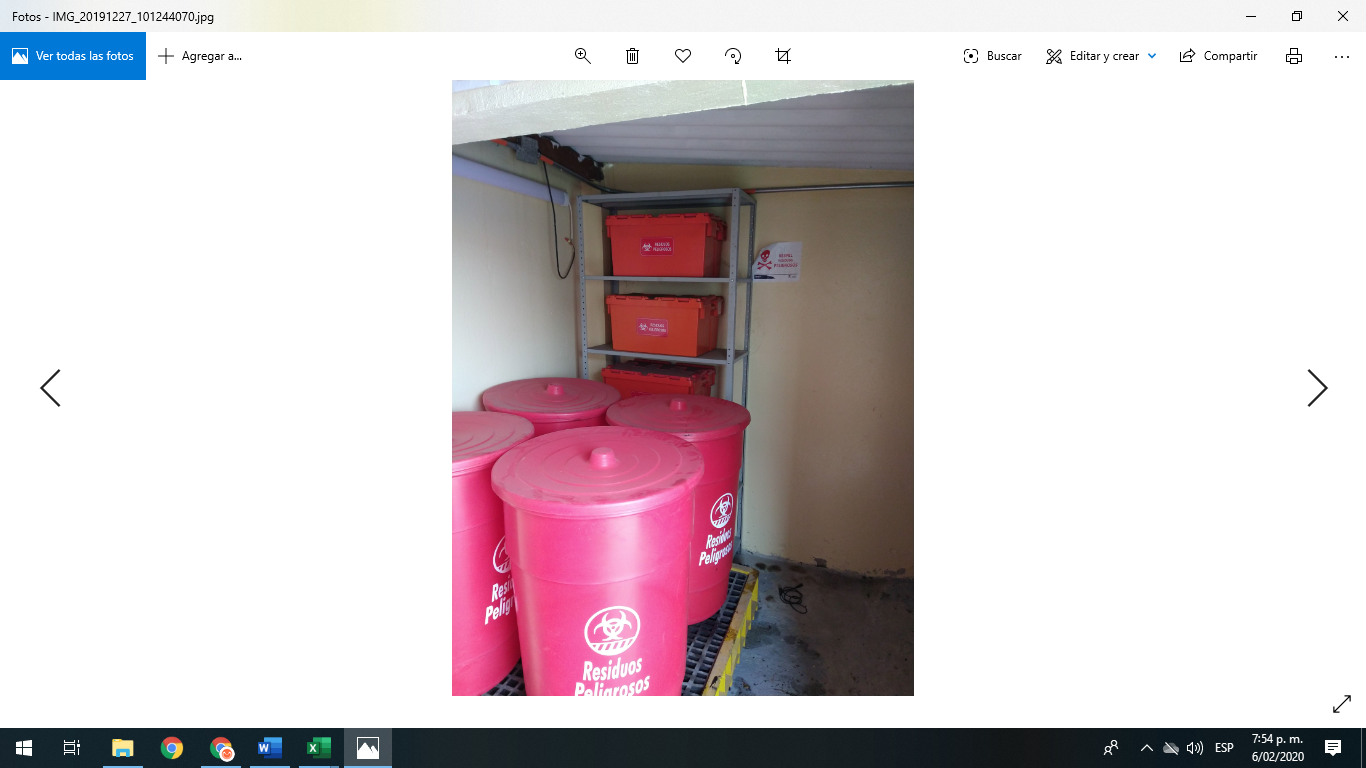 Fotos - IMG_20191227_101244070.jpg
Ver todas las fotos
Agregar a...
Buscar
Editar y crear
Compartir
RESIDUOS
PELIGROSOS
Residuos
Peligrosos
Residuos
Peligrosos
ESP
7:54 p. m.
6/02/2020